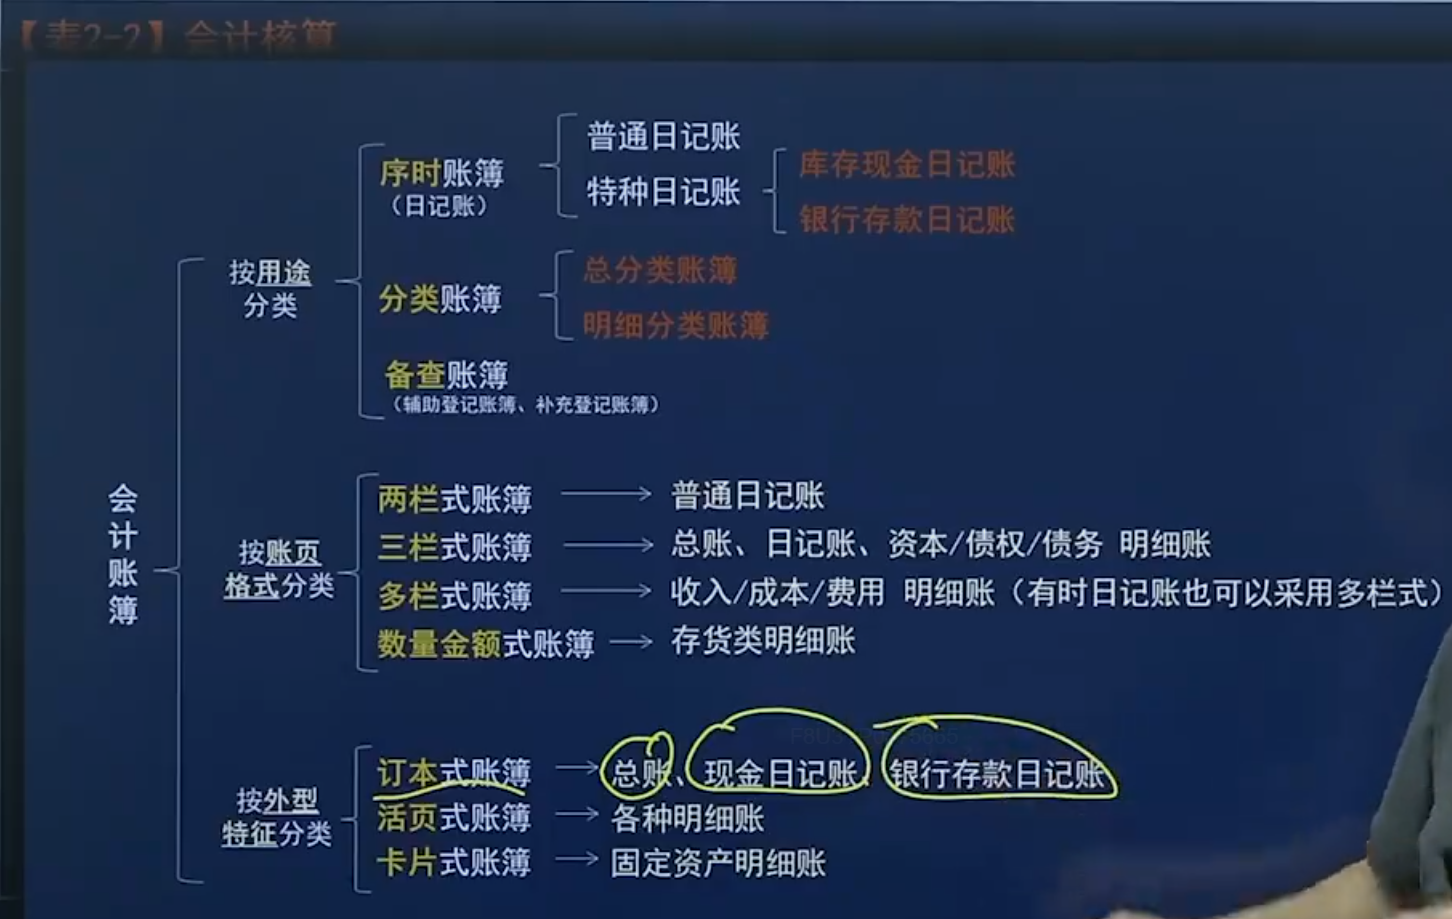 【表2-2】会计核算
会计账簿
按用途
分类
序时账簿
（日记账）
普通日记账
特种日记账
库存现金日记账
银行存款日记账
分类账簿
总分类账簿
明细分类账簿
备查账簿
（辅助登记账簿、补充登记账簿）
按账页
格式分类
两栏式账簿 → 普通日记账
三栏式账簿 → 总账、日记账、资本/债权/债务 明细账
多栏式账簿 → 收入/成本/费用 明细账（有时日记账也可以采用多栏式）
数量金额式账簿 → 存货类明细账
按外型
特征分类
订本式账簿 → 总账、现金日记账、银行存款日记账
活页式账簿 → 各种明细账
卡片式账簿 → 固定资产明细账